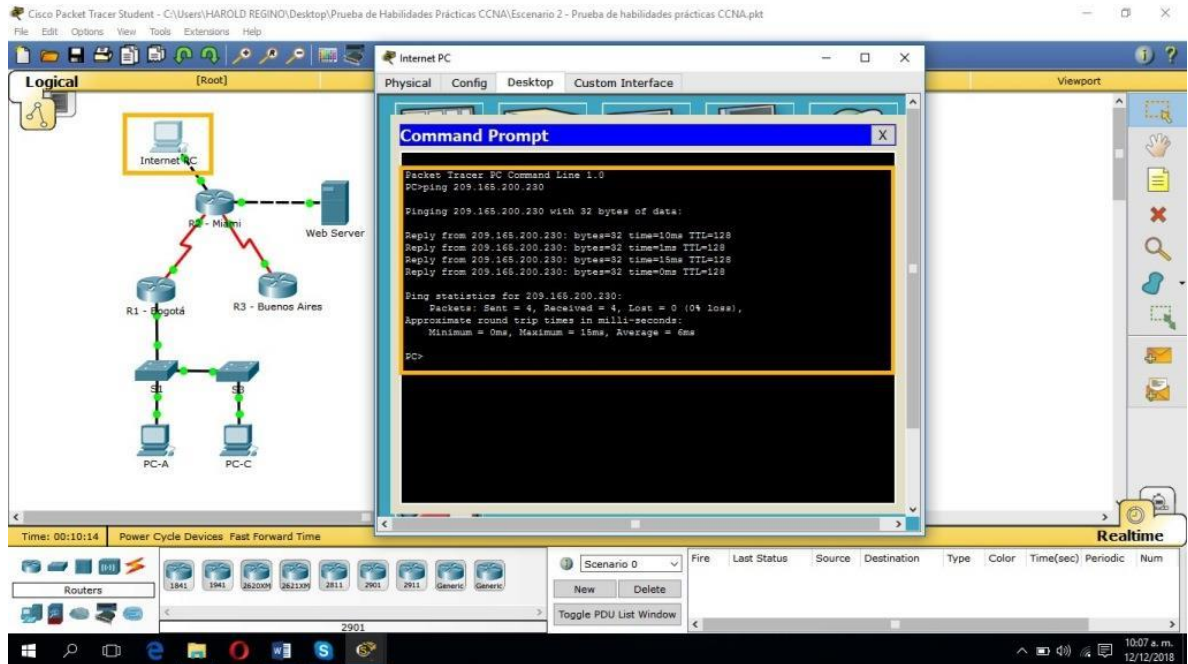 Cisco Packet Tracer Student - C:\Users\HAROLD REGINO\Desktop\Prueba de Habilidades Prácticas CCNA\Escenario 2 - Prueba de habilidades prácticas CCNA.pkt
File Edit Options View Tools Extensions Help
Logical
[Root]
Viewport
Internet PC
R2 - Miami
Web Server
R1 - Bogotá
R3 - Buenos Aires
S1
S3
PC-A
PC-C
Internet PC
Physical Config Desktop Custom Interface
Command Prompt X
Packet Tracer PC Command Line 1.0
PC>ping 209.165.200.230
Pinging 209.165.200.230 with 32 bytes of data:
Reply from 209.165.200.230: bytes=32 time=10ms TTL=128
Reply from 209.165.200.230: bytes=32 time=1ms TTL=128
Reply from 209.165.200.230: bytes=32 time=15ms TTL=128
Reply from 209.165.200.230: bytes=32 time=0ms TTL=128
Ping statistics for 209.165.200.230:
Packets: Sent = 4, Received = 4, Lost = 0 (0% loss),
Approximate round trip times in milli-seconds:
Minimum = 0ms, Maximum = 15ms, Average = 6ms
PC>
Time: 00:10:14 Power Cycle Devices Fast Forward Time
Realtime
Routers
1841 1941 2620XM 2621XM 2811 2901 2911 Generic Generic
2901
Scenario 0
New Delete
Toggle PDU List Window
Fire Last Status Source Destination Type Color Time(sec) Periodic Num
10:07 a. m.
12/12/2018